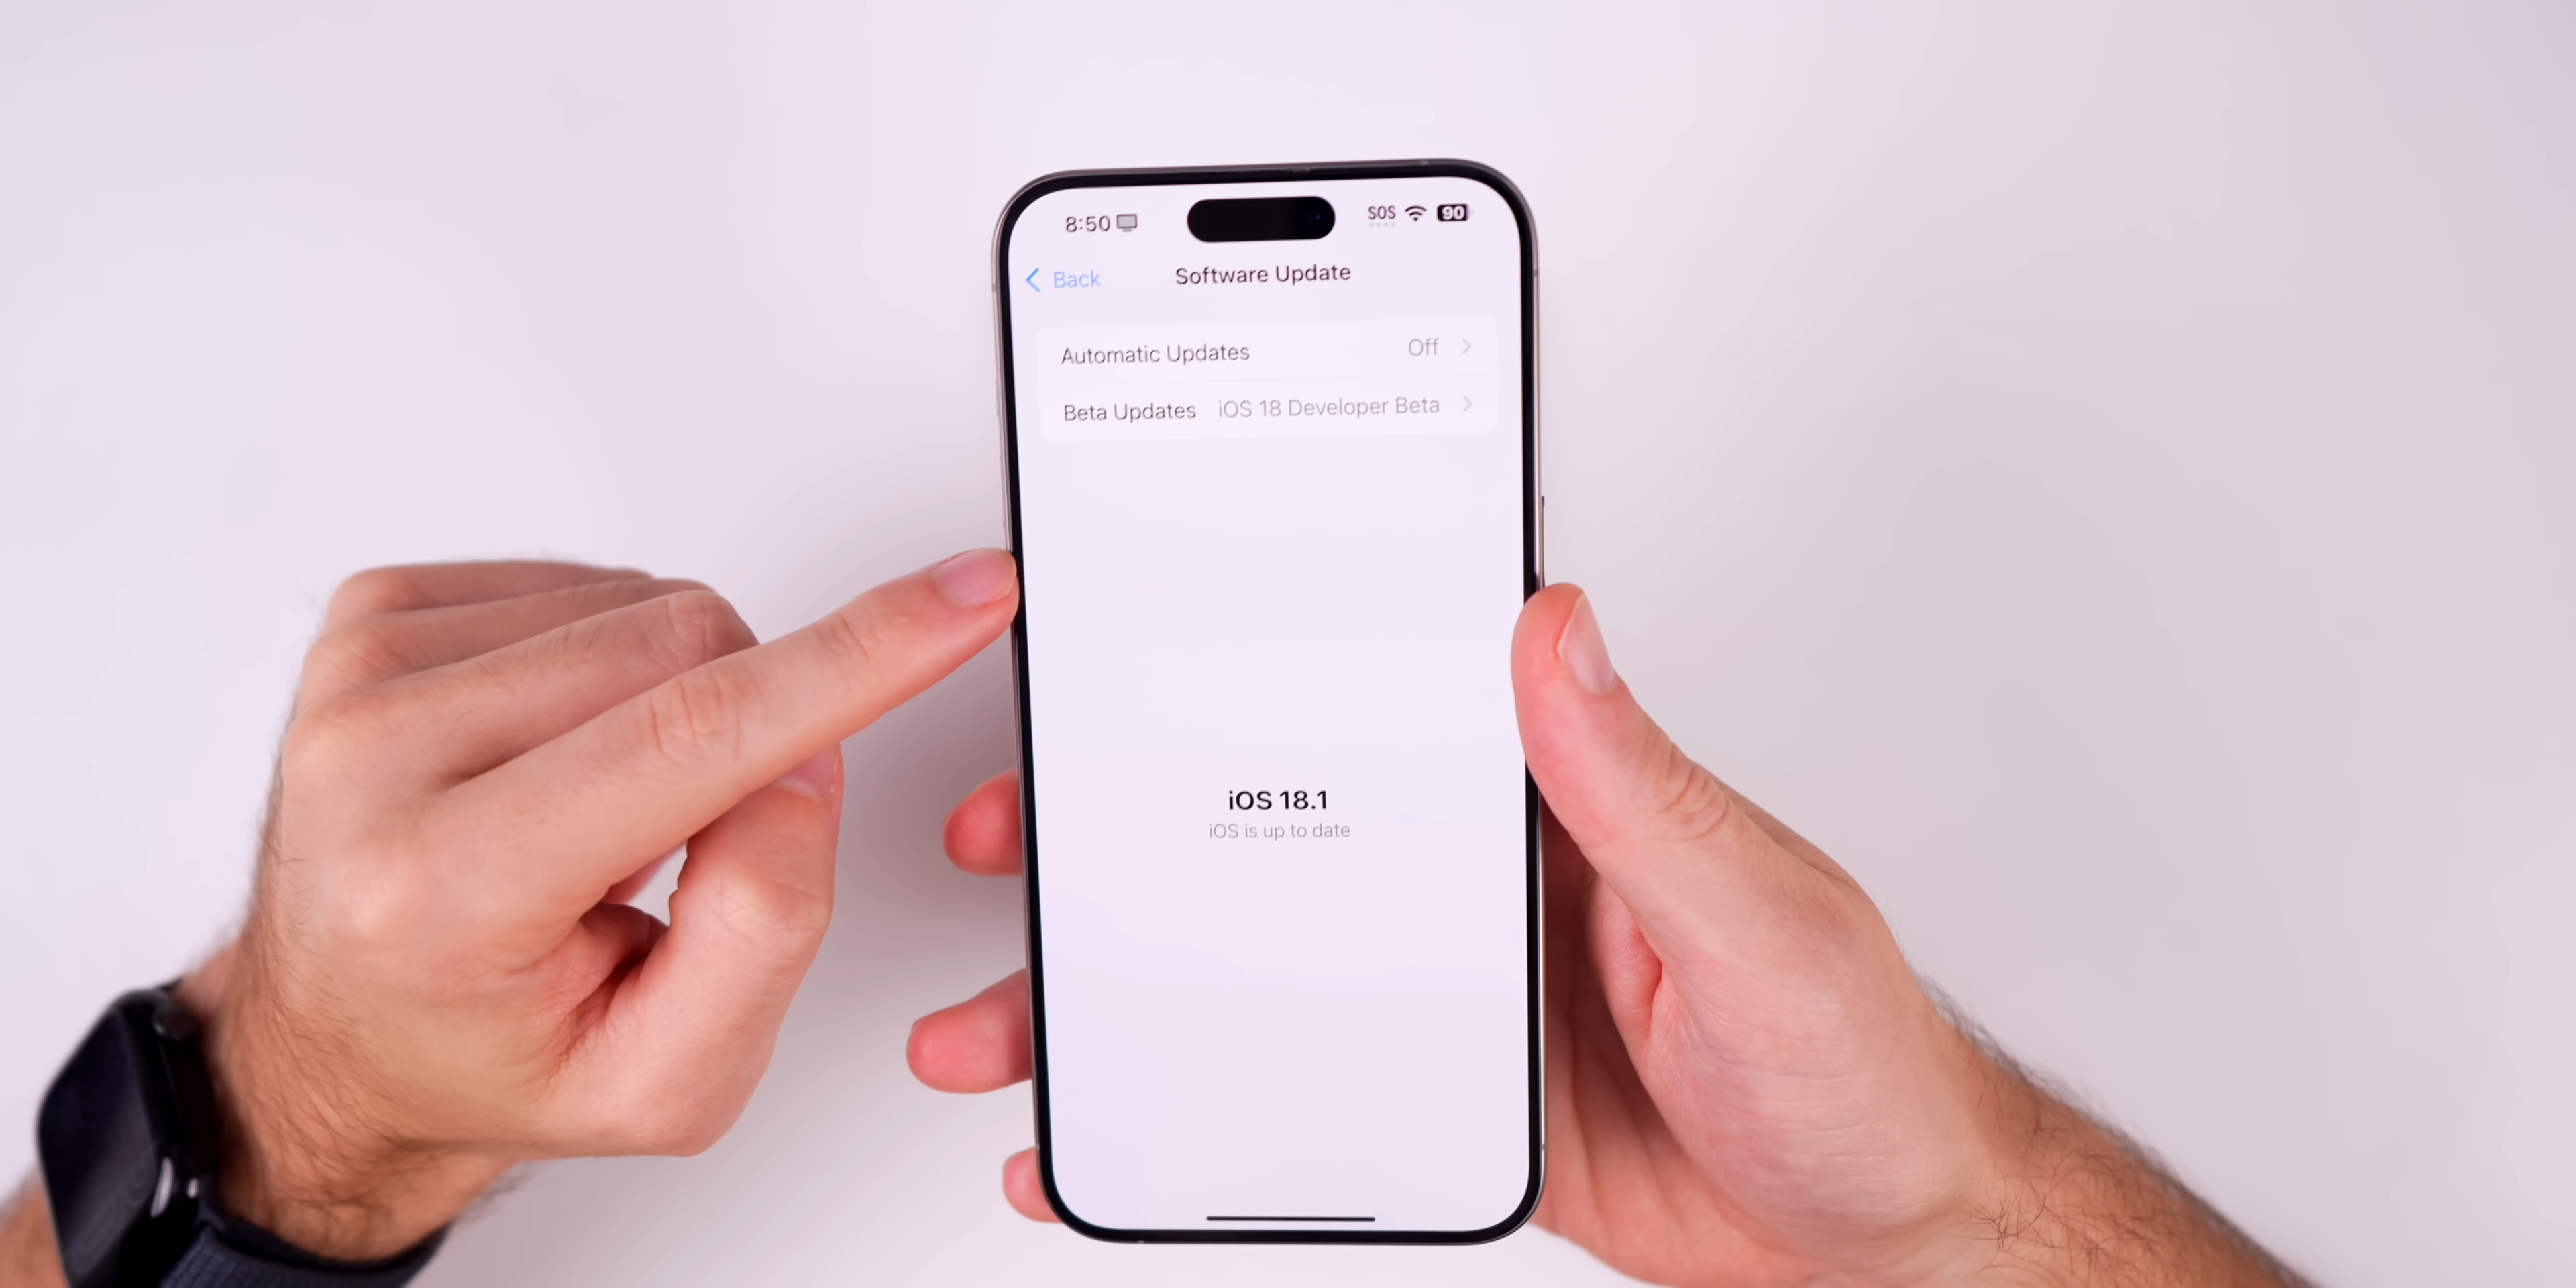 8:50
SOS 90
Back
Software Update
Automatic Updates Off
Beta Updates iOS 18 Developer Beta
iOS 18.1
iOS is up to date